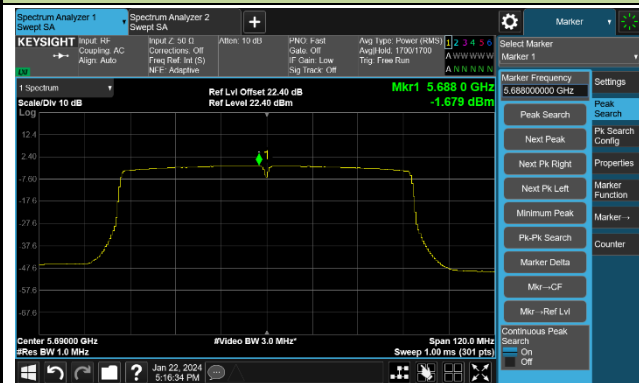 Spectrum Analyzer 1
Swept SA
Spectrum Analyzer 2
Swept SA
Marker
KEYSIGHT
Input: RF
Coupling: AC
Align: Auto
Input Z: 50 Ω
Corrections: Off
Freq Ref: Int (S)
NFE: Adaptive
Atten: 10 dB
PNO: Fast
Gate: Off
IF Gain: Low
Sig Track: Off
Avg Type: Power (RMS)
Avg|Hold: 1700/1700
Trig: Free Run
1 2 3 4 5 6
A W W W W W
A N N N N N
LVI
Select Marker
Marker 1
1 Spectrum
Scale/Div 10 dB
Log
Ref Lvl Offset 22.40 dB
Ref Level 22.40 dBm
Mkr1 5.688 0 GHz
-1.679 dBm
12.4
2.40
-7.60
-17.6
-27.6
-37.6
-47.6
-57.6
-67.6
1
Center 5.69000 GHz
#Res BW 1.0 MHz
#Video BW 3.0 MHz*
Span 120.0 MHz
Sweep 1.00 ms (301 pts)
Marker Frequency
5.688000000 GHz
Peak Search
Next Peak
Next Pk Right
Next Pk Left
Minimum Peak
Pk-Pk Search
Marker Delta
Mkr→CF
Mkr→Ref Lvl
Continuous Peak
Search
On
Off
Settings
Peak
Search
Pk Search
Config
Properties
Marker
Function
Marker→
Counter
Jan 22, 2024
5:16:34 PM